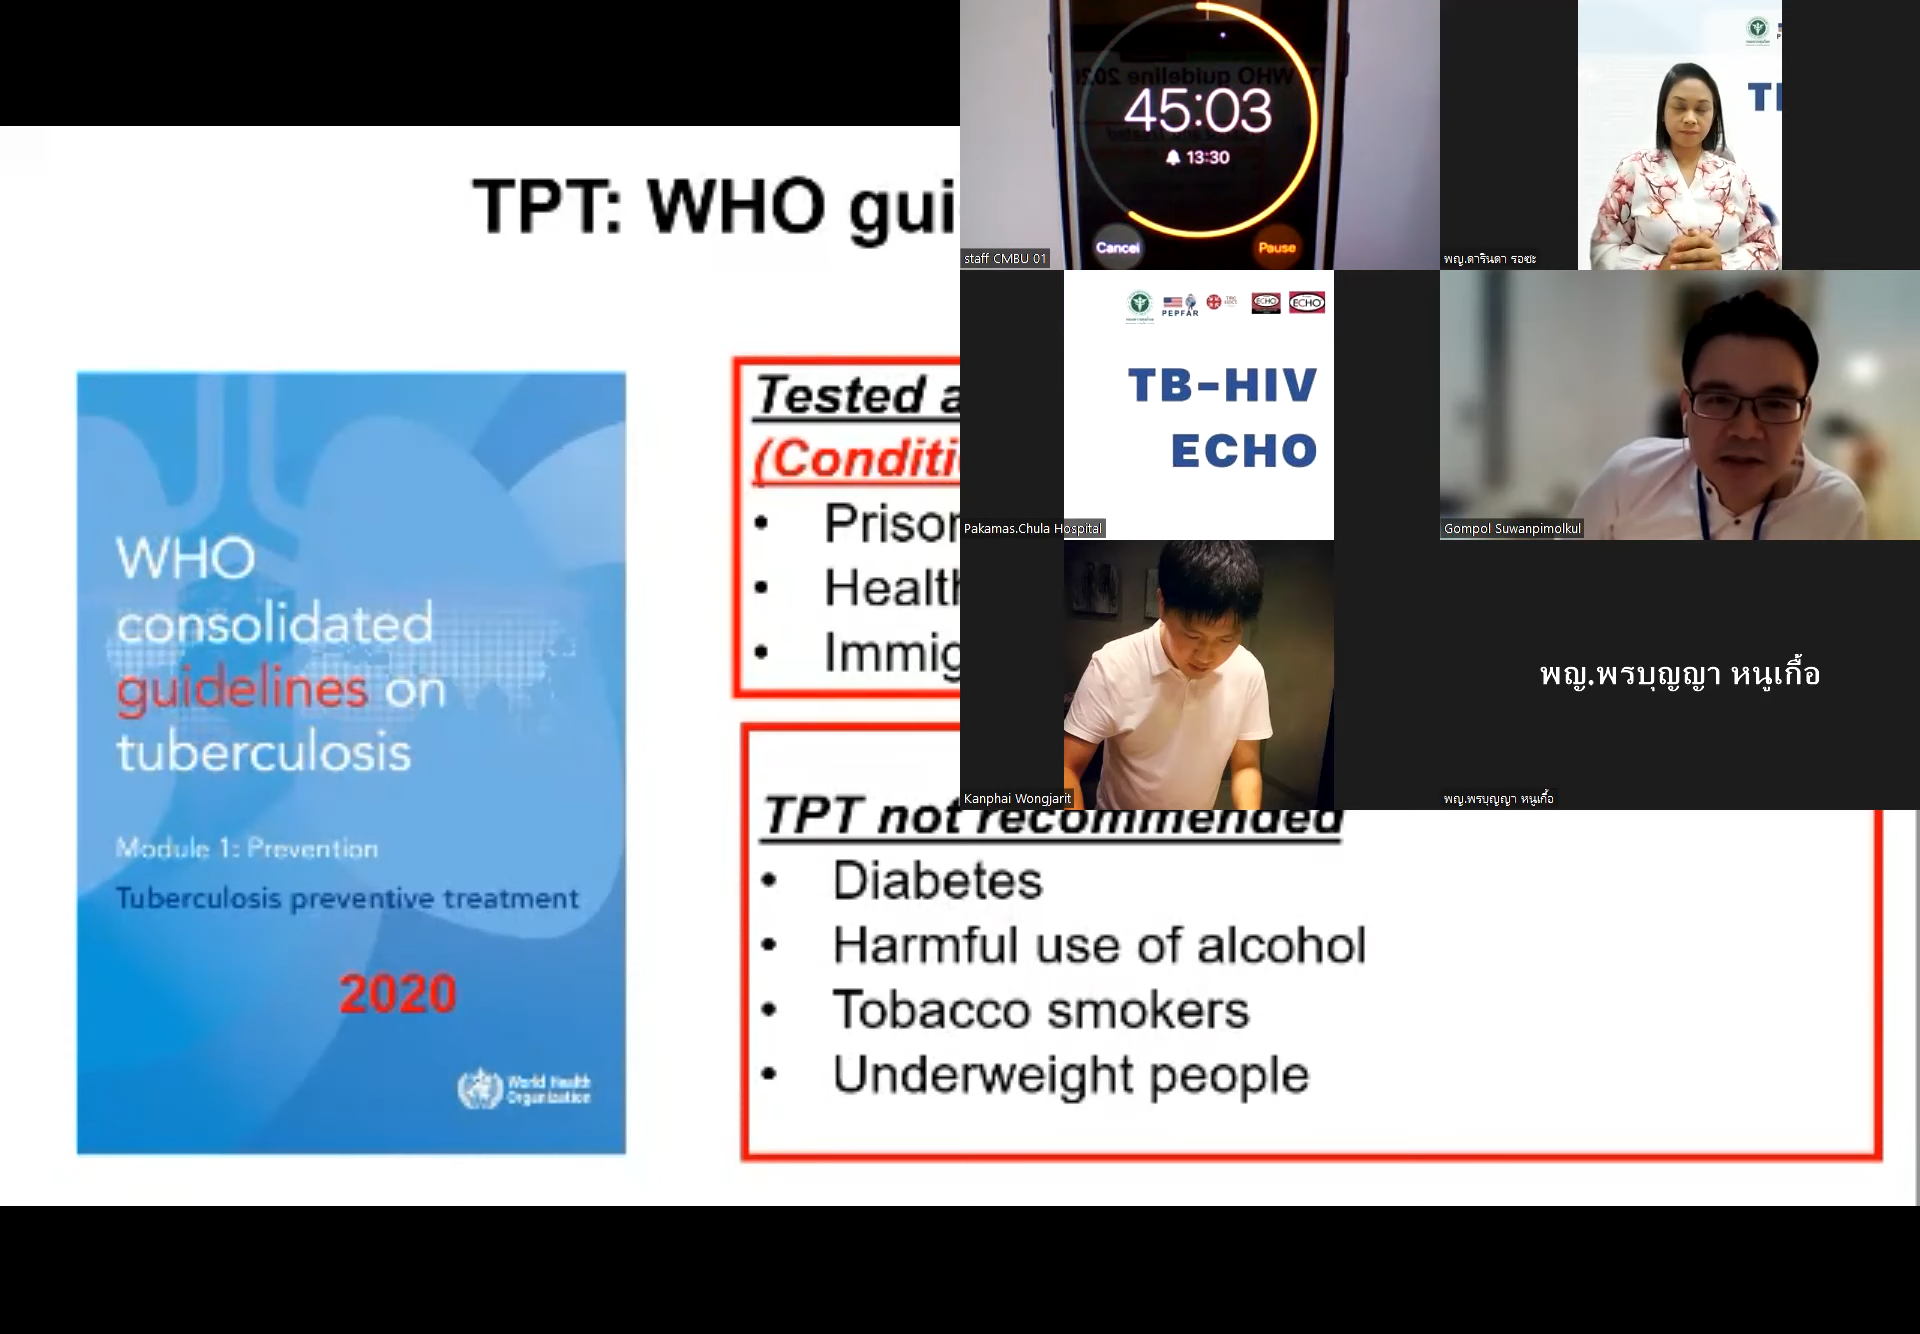 TPT: WHO gui
WHO
consolidated
guidelines on
tuberculosis
Module 1: Prevention
Tuberculosis preventive treatment
2020
World Health
Organization
Tested a
(Conditi
• Prison
• Health
• Immig
TPT not recommended
• Diabetes
• Harmful use of alcohol
• Tobacco smokers
• Underweight people
45:03
13:30
Cancel
Pause
staff CMBU 01
พญ.ดารินดา รอซะ
PEPFAR
ECHO
ECHO
TB-HIV
ECHO
Pakamas.Chula Hospital
Gompol Suwanpimolkul
Kanphai Wongjarit
พญ.พรบุญญา หนูเกื้อ
พญ.พรบุญญา หนูเกื้อ